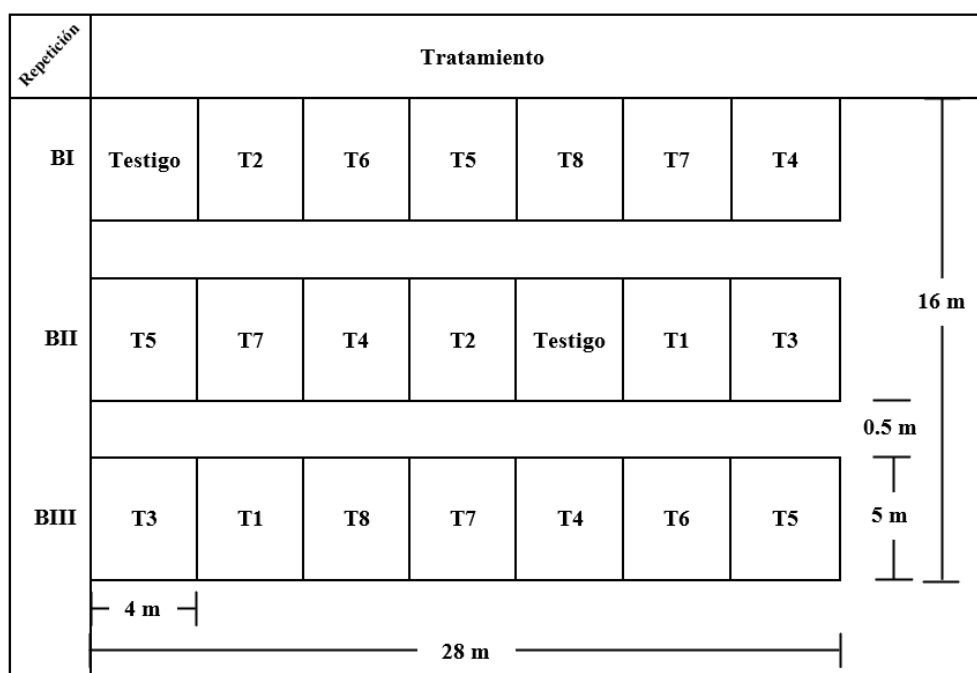 Repetición
Tratamiento
BI Testigo T2 T6 T5 T8 T7 T4
16 m
BII T5 T7 T4 T2 Testigo T1 T3
0.5 m
BIII T3 T1 T8 T7 T4 T6 T5
5 m
4 m
28 m